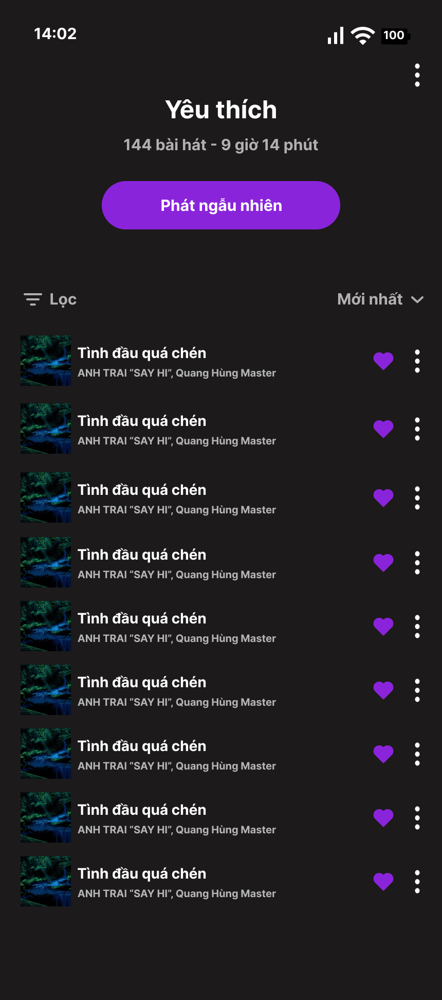 14:02
100
Yêu thích
144 bài hát - 9 giờ 14 phút
Phát ngẫu nhiên
Lọc
Mới nhất
Tình đầu quá chén
ANH TRAI “SAY HI”, Quang Hùng Master
Tình đầu quá chén
ANH TRAI “SAY HI”, Quang Hùng Master
Tình đầu quá chén
ANH TRAI “SAY HI”, Quang Hùng Master
Tình đầu quá chén
ANH TRAI “SAY HI”, Quang Hùng Master
Tình đầu quá chén
ANH TRAI “SAY HI”, Quang Hùng Master
Tình đầu quá chén
ANH TRAI “SAY HI”, Quang Hùng Master
Tình đầu quá chén
ANH TRAI “SAY HI”, Quang Hùng Master
Tình đầu quá chén
ANH TRAI “SAY HI”, Quang Hùng Master
Tình đầu quá chén
ANH TRAI “SAY HI”, Quang Hùng Master